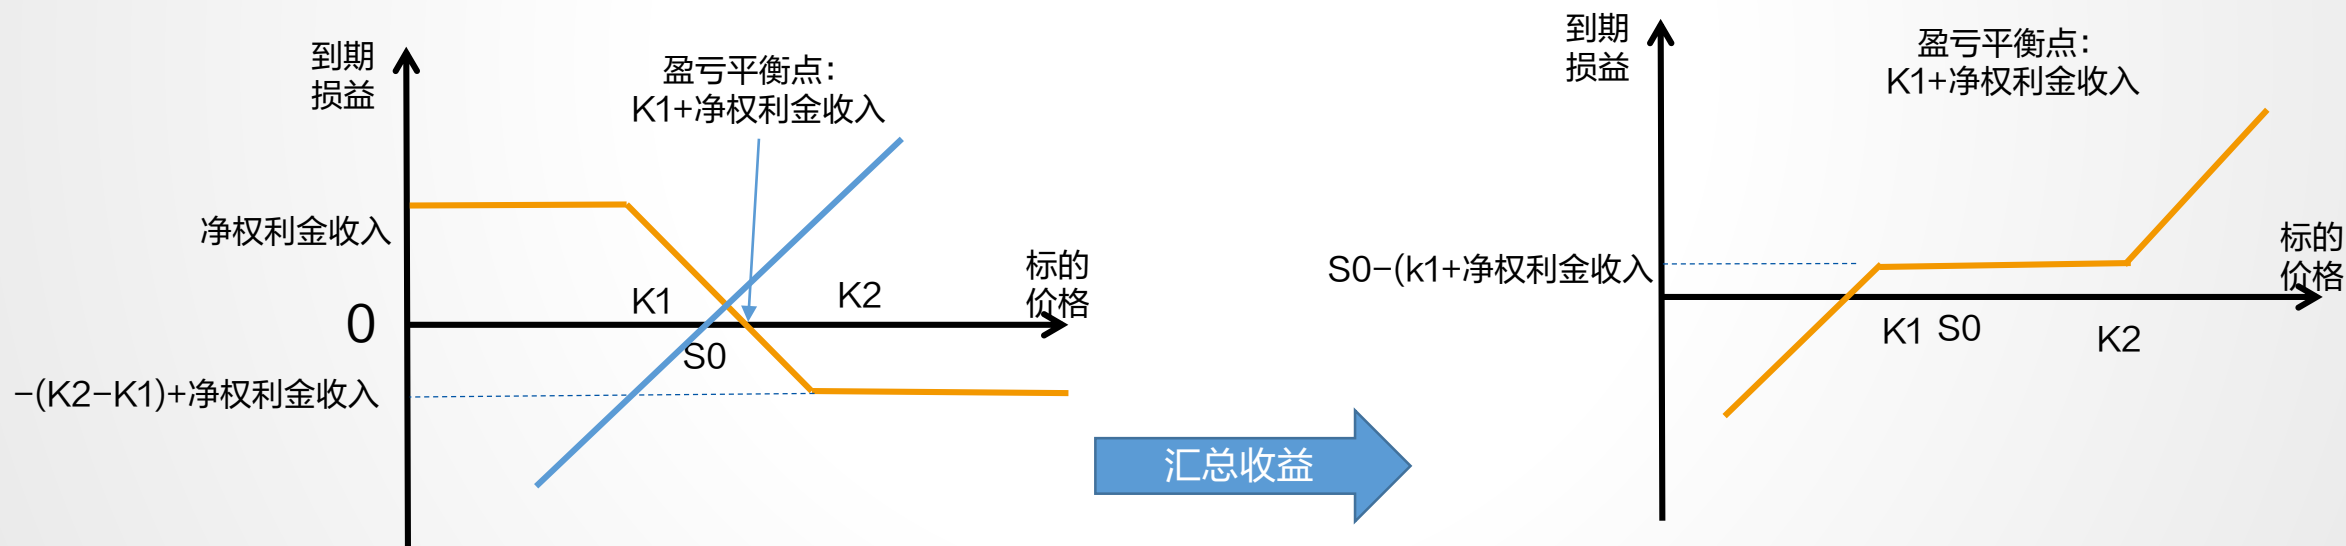 到期
损益
盈亏平衡点：
K1+净权利金收入
净权利金收入
K1
K2
标的
价格
0
S0
-(K2-K1)+净权利金收入
汇总收益
到期
损益
盈亏平衡点：
K1+净权利金收入
标的
价格
S0-(k1+净权利金收入
K1 S0
K2